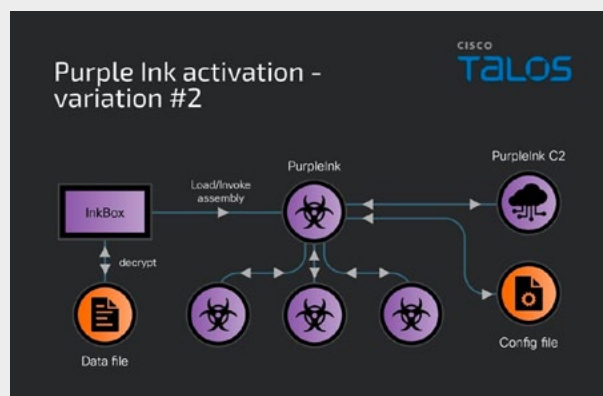 CISCO
TALOS
Purple Ink activation -
variation #2
PurpleInk
PurpleInk C2
Load/Invoke
assembly
InkBox
decrypt
Data file
Config file